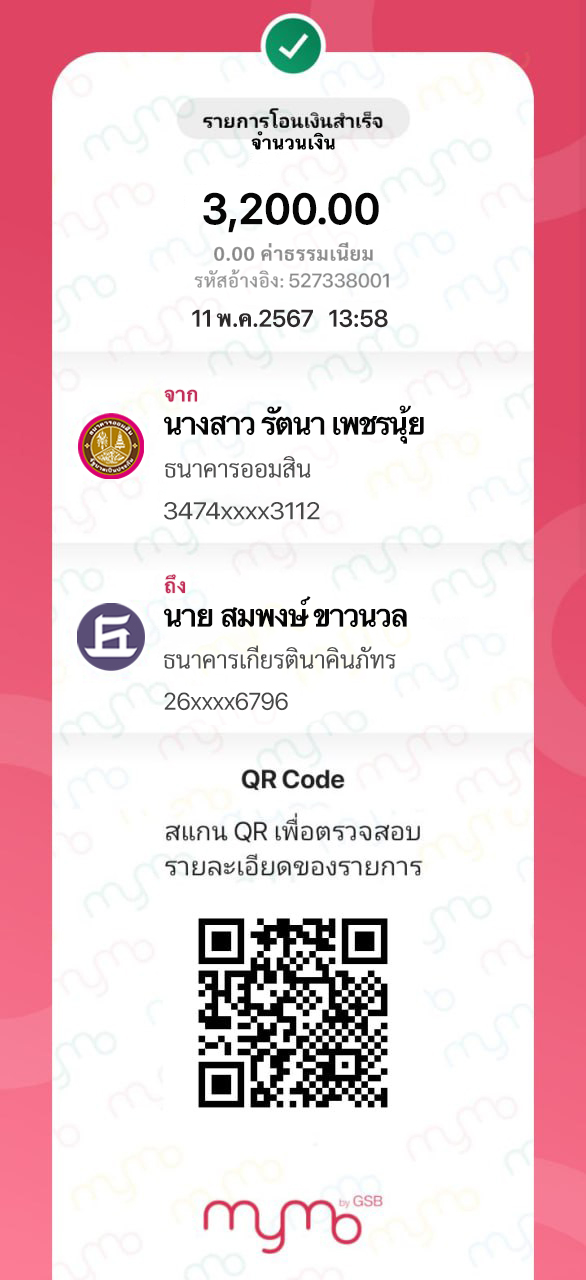 รายการโอนเงินสำเร็จ
จำนวนเงิน
3,200.00
0.00 ค่าธรรมเนียม
รหัสอ้างอิง: 527338001
11 พ.ค.2567 13:58
จาก
นางสาว รัตนา เพชรนุ้ย
ธนาคารออมสิน
3474xxxx3112
ถึง
นาย สมพงษ์ ขาวนวล
ธนาคารเกียรตินาคินภัทร
26xxxx6796
QR Code
สแกน QR เพื่อตรวจสอบ
รายละเอียดของรายการ
mymo by GSB